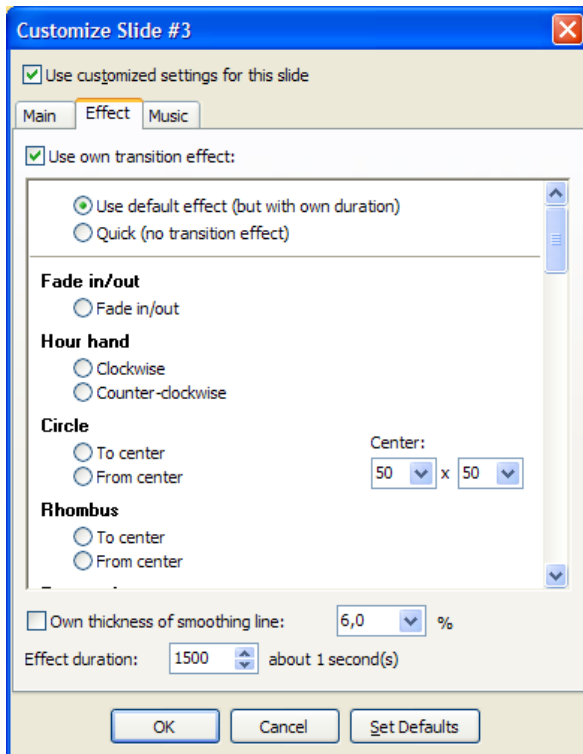 Customize Slide #3
Use customized settings for this slide
Main Effect Music
Use own transition effect:
Use default effect (but with own duration)
Quick (no transition effect)
Fade in/out
Fade in/out
Hour hand
Clockwise
Counter-clockwise
Circle
To center
From center
Center:
50 x 50
Rhombus
To center
From center
Own thickness of smoothing line: 6,0 %
Effect duration: 1500 about 1 second(s)
OK Cancel Set Defaults